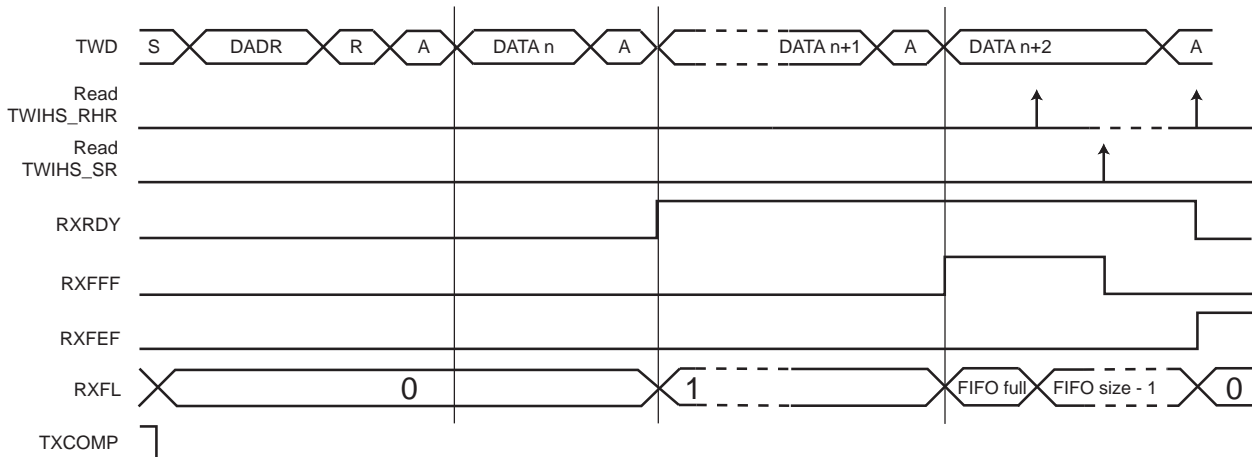 TWD S DADR R A DATA n A DATA n+1 A DATA n+2 A
Read
TWIHS_RHR
Read
TWIHS_SR
RXRDY
RXFFF
RXFEF
RXFL 0 1 FIFO full FIFO size - 1 0
TXCOMP